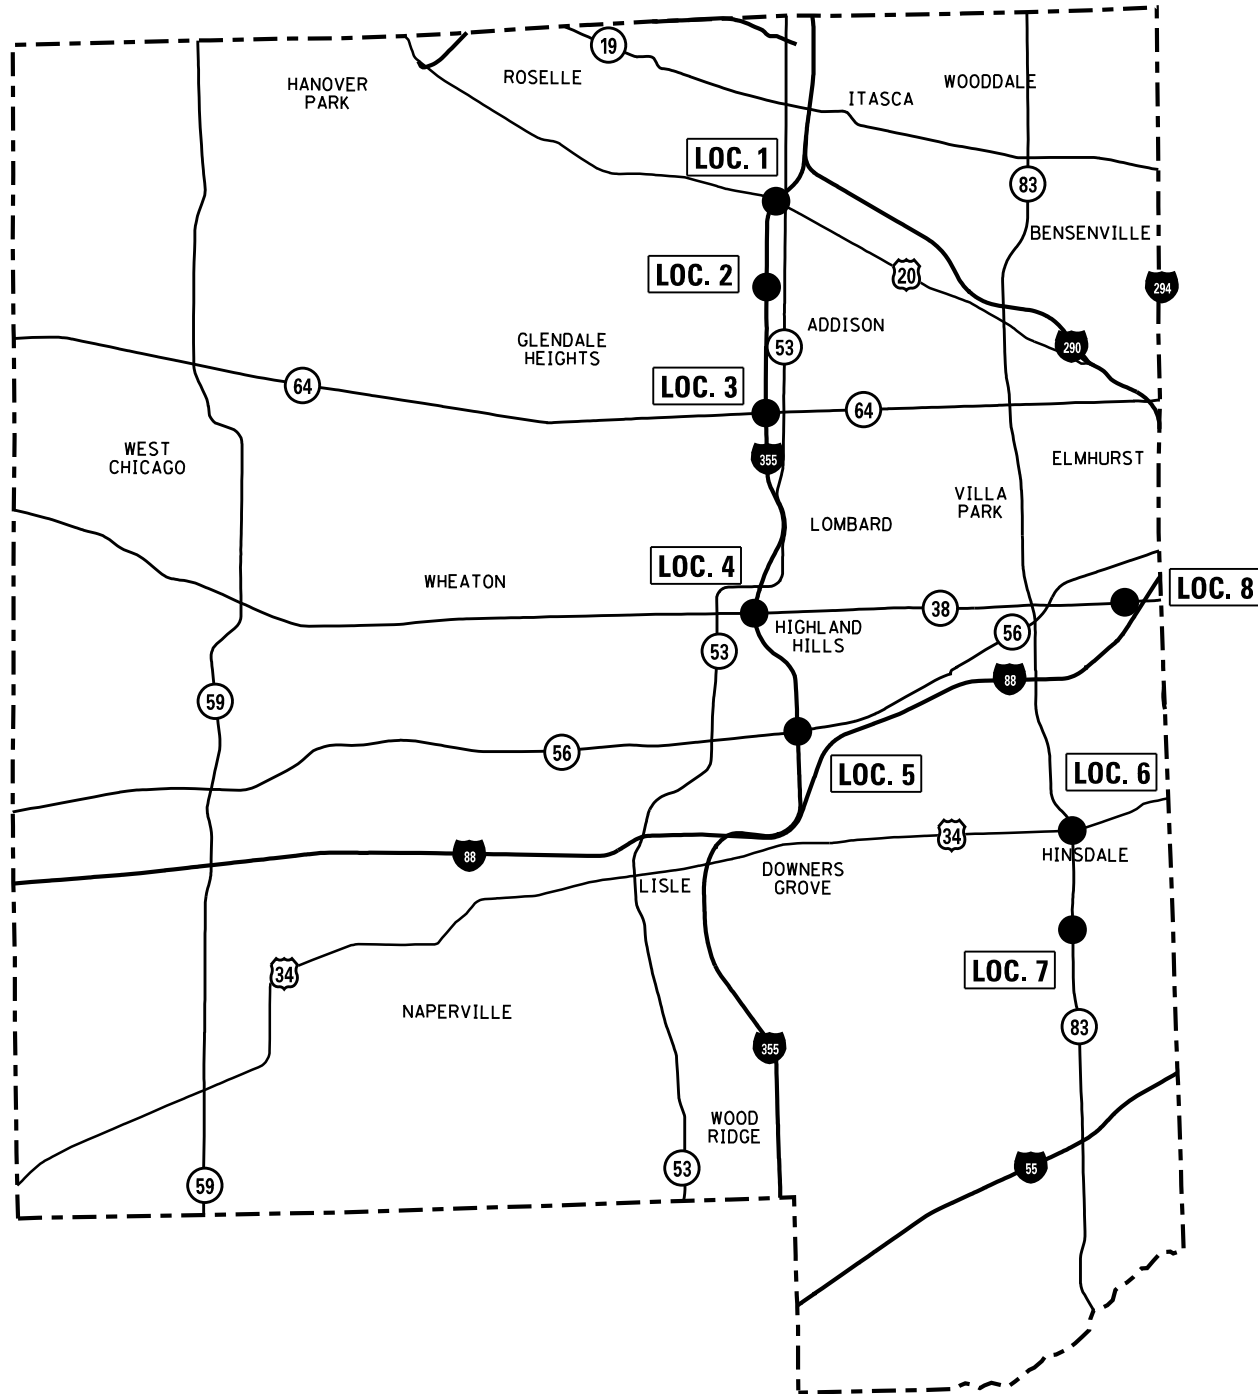 19
HANOVER
PARK
ROSELLE
WOODDALE
ITASCA
LOC. 1
83
BENSENVILLE
LOC. 2
20
294
ADDISON
GLENDALE
HEIGHTS
53
290
64
LOC. 3
64
WEST
CHICAGO
355
ELMHURST
VILLA
PARK
LOMBARD
LOC. 4
WHEATON
LOC. 8
38
HIGHLAND
HILLS
56
53
88
59
56
LOC. 5
LOC. 6
34
88
HINSDALE
LISLE
DOWNERS
GROVE
34
LOC. 7
NAPERVILLE
83
355
WOOD
RIDGE
53
55
59